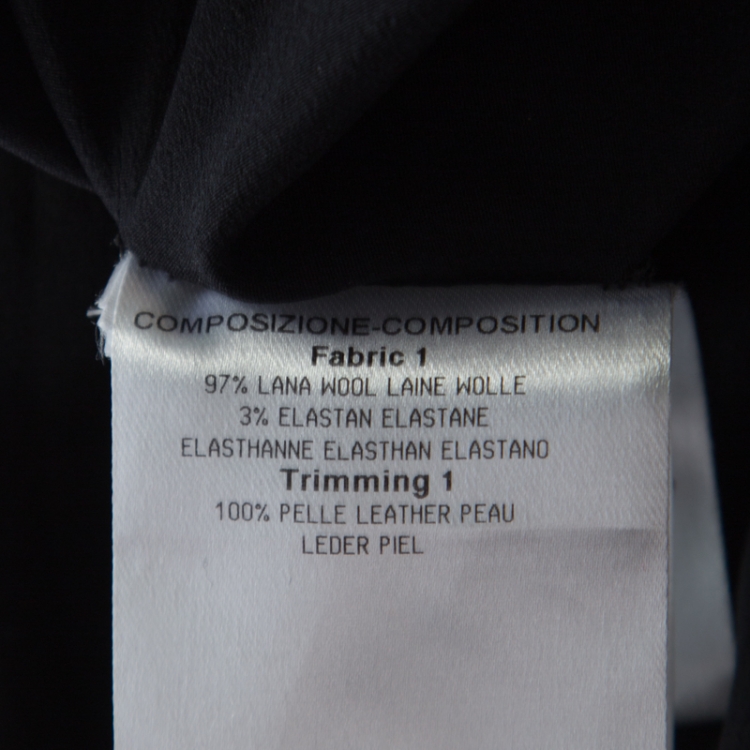 COMPOSIZIONE-COMPOSITION
Fabric 1
97% LANA WOOL LAINE WOLLE
3% ELASTAN ELASTANE
ELASTHANNE ELASTHAN ELASTANO
Trimming 1
100% PELLE LEATHER PEAU
LEDER PIEL